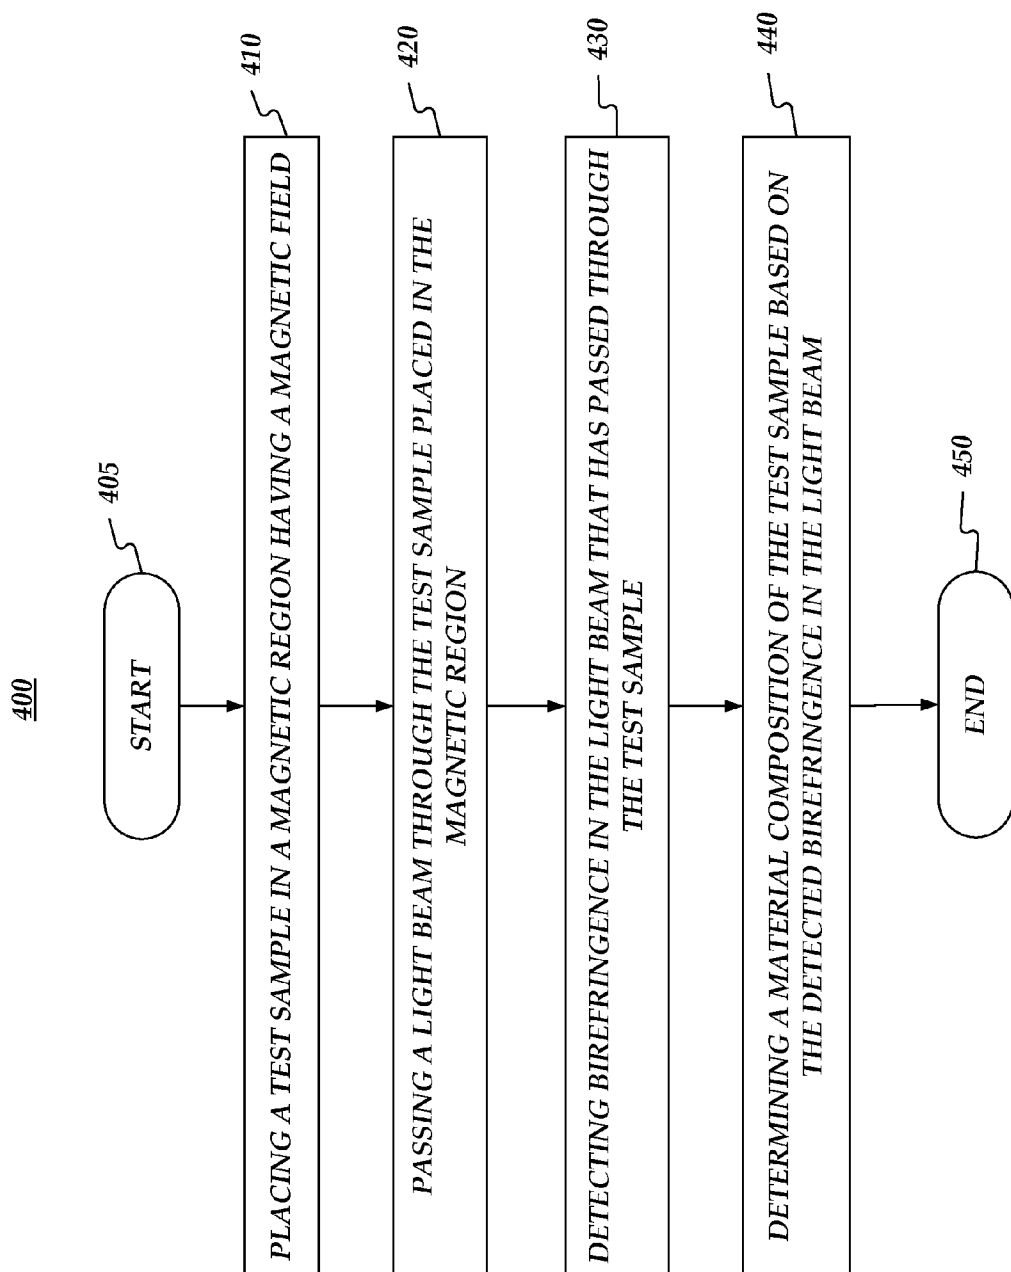 400
START
405
PLACING A TEST SAMPLE IN A MAGNETIC REGION HAVING A MAGNETIC FIELD
410
PASSING A LIGHT BEAM THROUGH THE TEST SAMPLE PLACED IN THE
MAGNETIC REGION
420
DETECTING BIREFRINGENCE IN THE LIGHT BEAM THAT HAS PASSED THROUGH
THE TEST SAMPLE
430
DETERMINING A MATERIAL COMPOSITION OF THE TEST SAMPLE BASED ON
THE DETECTED BIREFRINGENCE IN THE LIGHT BEAM
440
END
450